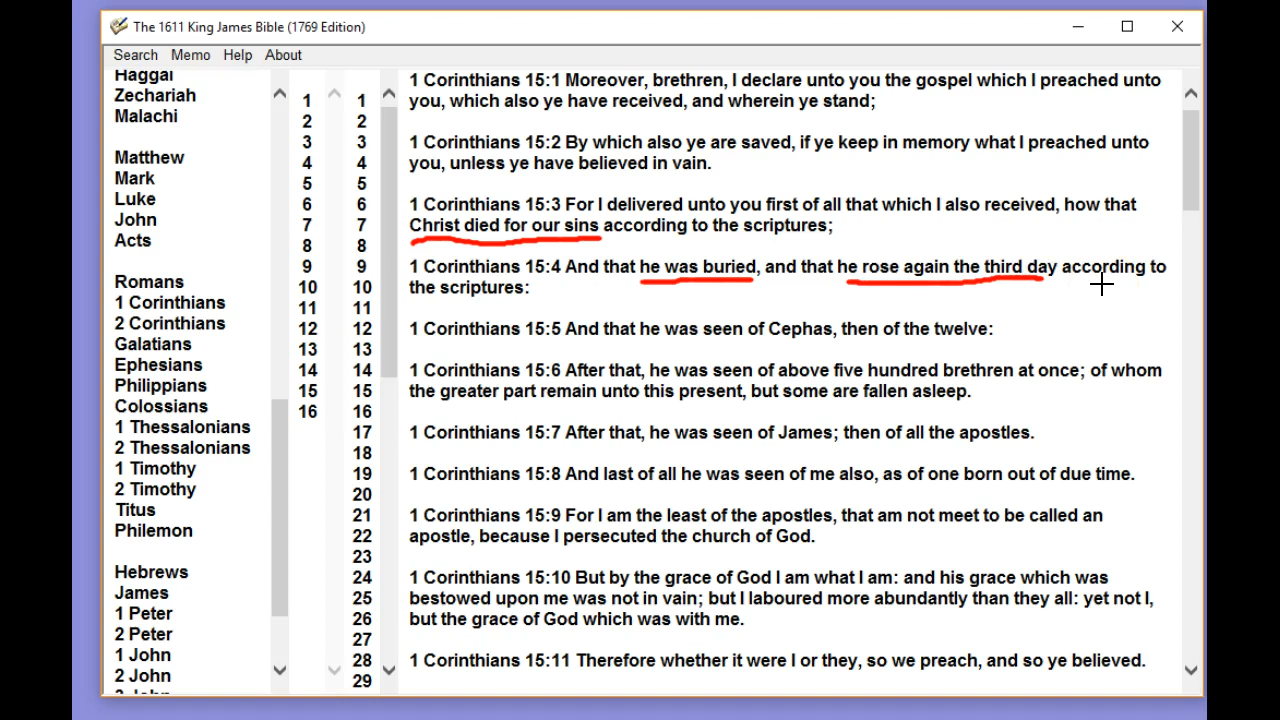 The 1611 King James Bible (1769 Edition)
Search Memo Help About
Haggai
Zechariah
Malachi
Matthew
Mark
Luke
John
Acts
Romans
1 Corinthians
2 Corinthians
Galatians
Ephesians
Philippians
Colossians
1 Thessalonians
2 Thessalonians
1 Timothy
2 Timothy
Titus
Philemon
Hebrews
James
1 Peter
2 Peter
1 John
2 John
3 John
1
2
3
4
5
6
7
8
9
10
11
12
13
14
15
16
1
2
3
4
5
6
7
8
9
10
11
12
13
14
15
16
17
18
19
20
21
22
23
24
25
26
27
28
29
1 Corinthians 15:1 Moreover, brethren, I declare unto you the gospel which I preached unto
you, which also ye have received, and wherein ye stand;
1 Corinthians 15:2 By which also ye are saved, if ye keep in memory what I preached unto
you, unless ye have believed in vain.
1 Corinthians 15:3 For I delivered unto you first of all that which I also received, how that
Christ died for our sins according to the scriptures;
1 Corinthians 15:4 And that he was buried, and that he rose again the third day according to
the scriptures:
1 Corinthians 15:5 And that he was seen of Cephas, then of the twelve:
1 Corinthians 15:6 After that, he was seen of above five hundred brethren at once; of whom
the greater part remain unto this present, but some are fallen asleep.
1 Corinthians 15:7 After that, he was seen of James; then of all the apostles.
1 Corinthians 15:8 And last of all he was seen of me also, as of one born out of due time.
1 Corinthians 15:9 For I am the least of the apostles, that am not meet to be called an
apostle, because I persecuted the church of God.
1 Corinthians 15:10 But by the grace of God I am what I am: and his grace which was
bestowed upon me was not in vain; but I laboured more abundantly than they all: yet not I,
but the grace of God which was with me.
1 Corinthians 15:11 Therefore whether it were I or they, so we preach, and so ye believed.